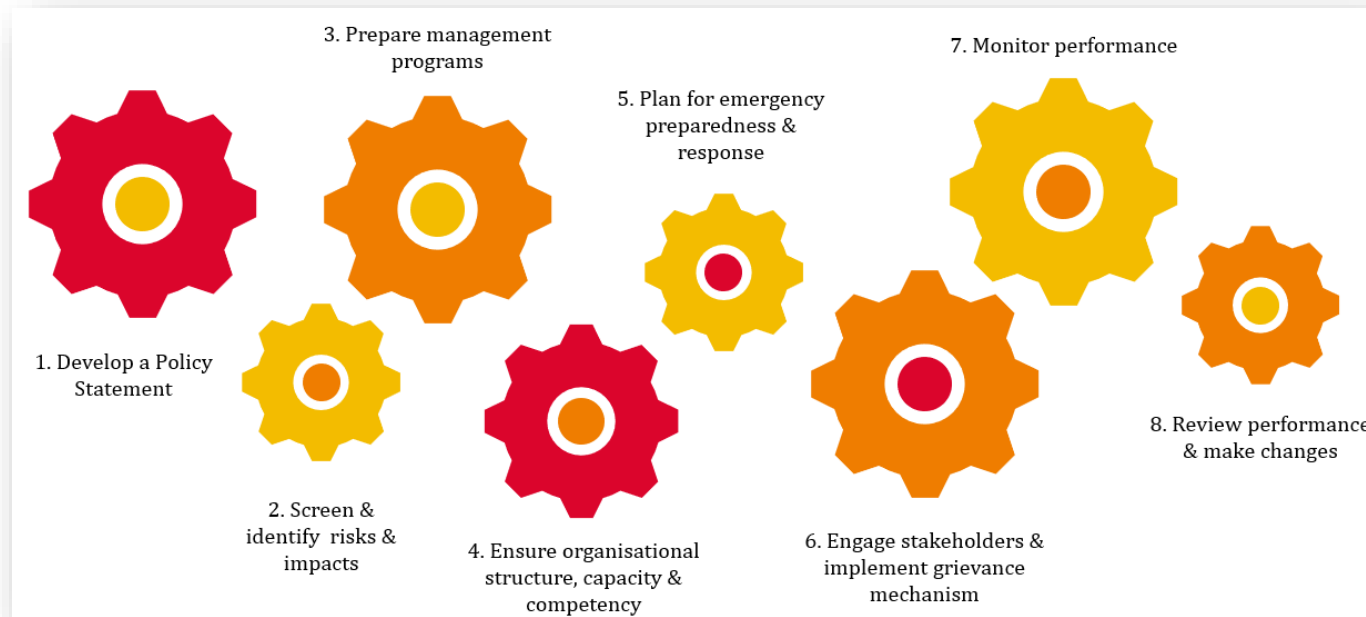 1. Develop a Policy
Statement
2. Screen &
identify risks &
impacts
3. Prepare management
programs
4. Ensure organisational
structure, capacity &
competency
5. Plan for emergency
preparedness &
response
6. Engage stakeholders &
implement grievance
mechanism
7. Monitor performance
8. Review performance
& make changes